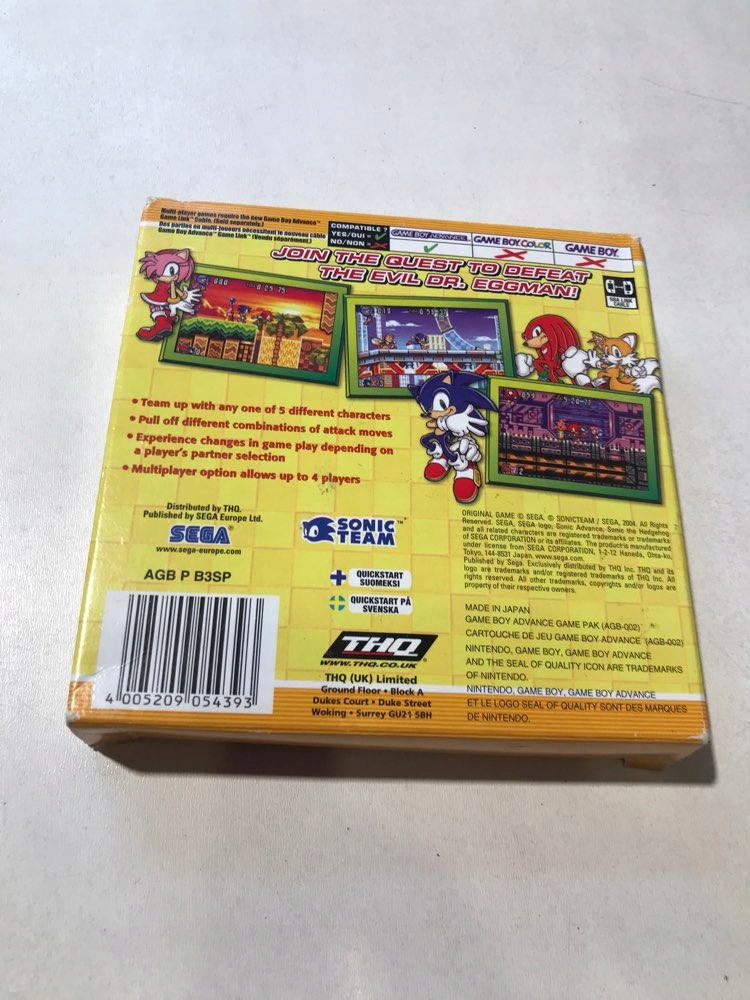 Multi-player games require the new Game Boy Advance™
Game Link™ Cable. (Sold separately.)
Des parties en multi-joueurs nécessitent le nouveau câble
Game Boy Advance™ Game Link™ (Vendu séparément.)
COMPATIBLE ?
YES/OUI =
NO/NON =
GAME BOY ADVANCE
GAME BOY COLOR
GAME BOY
JOIN THE QUEST TO DEFEAT
THE EVIL DR. EGGMAN!
GBA LINK
CABLE
• Team up with any one of 5 different characters
• Pull off different combinations of attack moves
• Experience changes in game play depending on
a player's partner selection
• Multiplayer option allows up to 4 players
Distributed by THQ.
Published by SEGA Europe Ltd.
SEGA
www.sega-europe.com
SONIC
TEAM™
AGB P B3SP
QUICKSTART
SUOMEKSI
QUICKSTART PÅ
SVENSKA
4 005209 054393
THQ
WWW.THQ.CO.UK
THQ (UK) Limited
Ground Floor • Block A
Dukes Court • Duke Street
Woking • Surrey GU21 5BH
ORIGINAL GAME © SEGA. © SONICTEAM / SEGA, 2004. All Rights
Reserved. SEGA, SEGA logo, Sonic Advance, Sonic the Hedgehog
and all related characters are registered trademarks or trademarks
of SEGA CORPORATION or its affiliates. The product is manufactured
under license from SEGA CORPORATION, 1-2-12 Haneda, Ohta-ku,
Tokyo, 144-8531 Japan. www.sega.com.
Published by Sega. Exclusively distributed by THQ Inc. THQ and its
logo are trademarks and/or registered trademarks of THQ Inc. All
rights reserved. All other trademarks, copyrights and/or logos are
property of their respective owners.
MADE IN JAPAN
GAME BOY ADVANCE GAME PAK (AGB-002)
CARTOUCHE DE JEU GAME BOY ADVANCE (AGB-002)
NINTENDO, GAME BOY, GAME BOY ADVANCE
AND THE SEAL OF QUALITY ICON ARE TRADEMARKS
OF NINTENDO.
NINTENDO, GAME BOY, GAME BOY ADVANCE
ET LE LOGO SEAL OF QUALITY SONT DES MARQUES
DE NINTENDO.